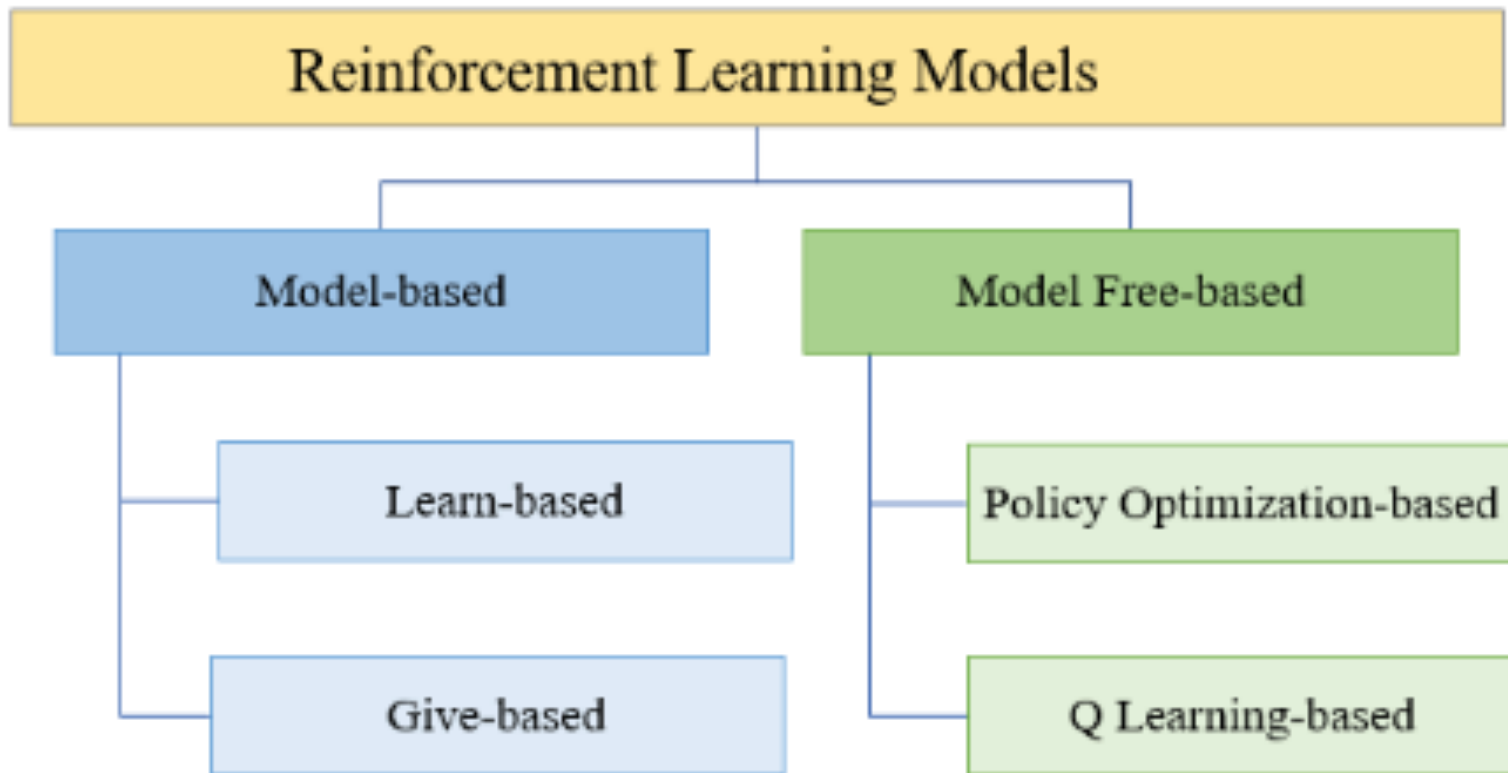 Reinforcement Learning Models
Model-based
Model Free-based
Learn-based
Policy Optimization-based
Give-based
Q Learning-based